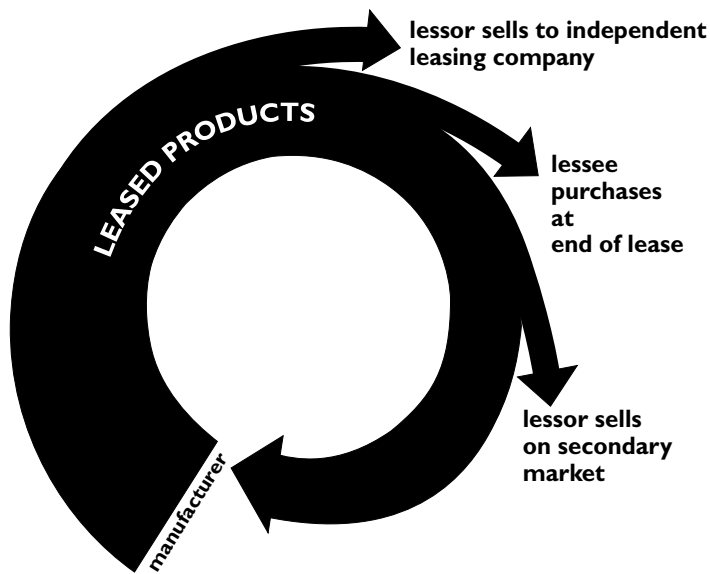 lessor sells to independent
leasing company
LEASED PRODUCTS
lessee
purchases
at
end of lease
lessor sells
on secondary
market
manufacturer